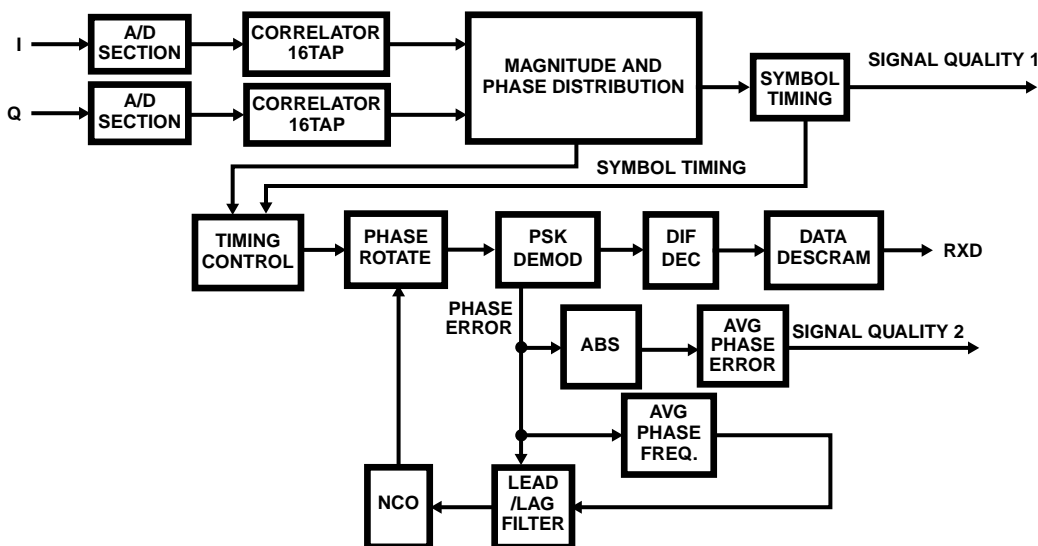 I
A/D
SECTION
CORRELATOR
16TAP
MAGNITUDE AND
PHASE DISTRIBUTION
SYMBOL
TIMING
SIGNAL QUALITY 1
Q
A/D
SECTION
CORRELATOR
16TAP
SYMBOL TIMING
TIMING
CONTROL
PHASE
ROTATE
PSK
DEMOD
DIF
DEC
DATA
DESCRAM
RXD
PHASE
ERROR
ABS
AVG
PHASE
ERROR
SIGNAL QUALITY 2
AVG
PHASE
FREQ.
NCO
LEAD
/LAG
FILTER